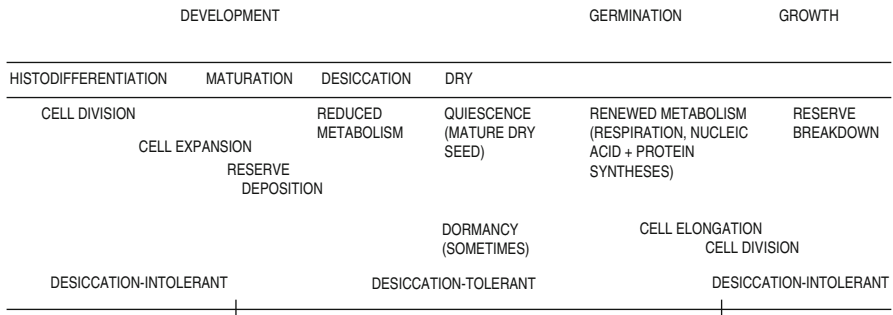 DEVELOPMENT GERMINATION GROWTH
HISTODIFFERENTIATION MATURATION DESICCATION DRY
CELL DIVISION REDUCED QUIESCENCE RENEWED METABOLISM RESERVE
METABOLISM (MATURE DRY (RESPIRATION, NUCLEIC BREAKDOWN
CELL EXPANSION SEED) ACID + PROTEIN
RESERVE SYNTHESES)
DEPOSITION
DORMANCY CELL ELONGATION
(SOMETIMES) CELL DIVISION
DESICCATION-INTOLERANT DESICCATION-TOLERANT DESICCATION-INTOLERANT